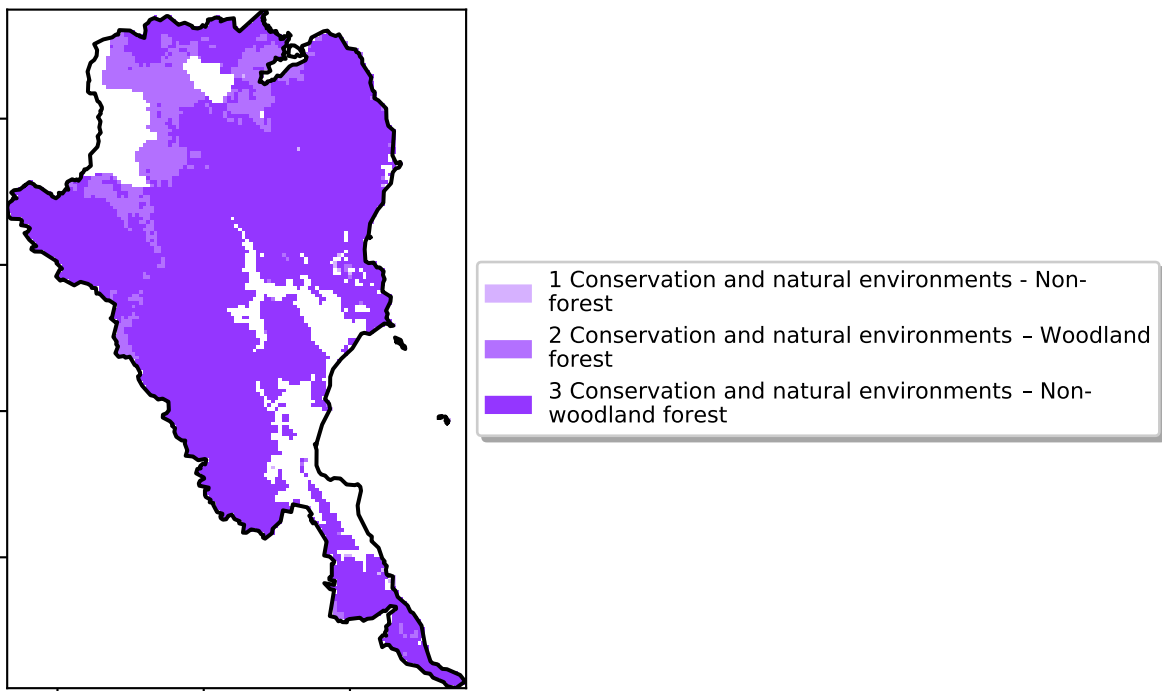 1 Conservation and natural environments - Non-
forest
2 Conservation and natural environments – Woodland
forest
3 Conservation and natural environments – Non-
woodland forest